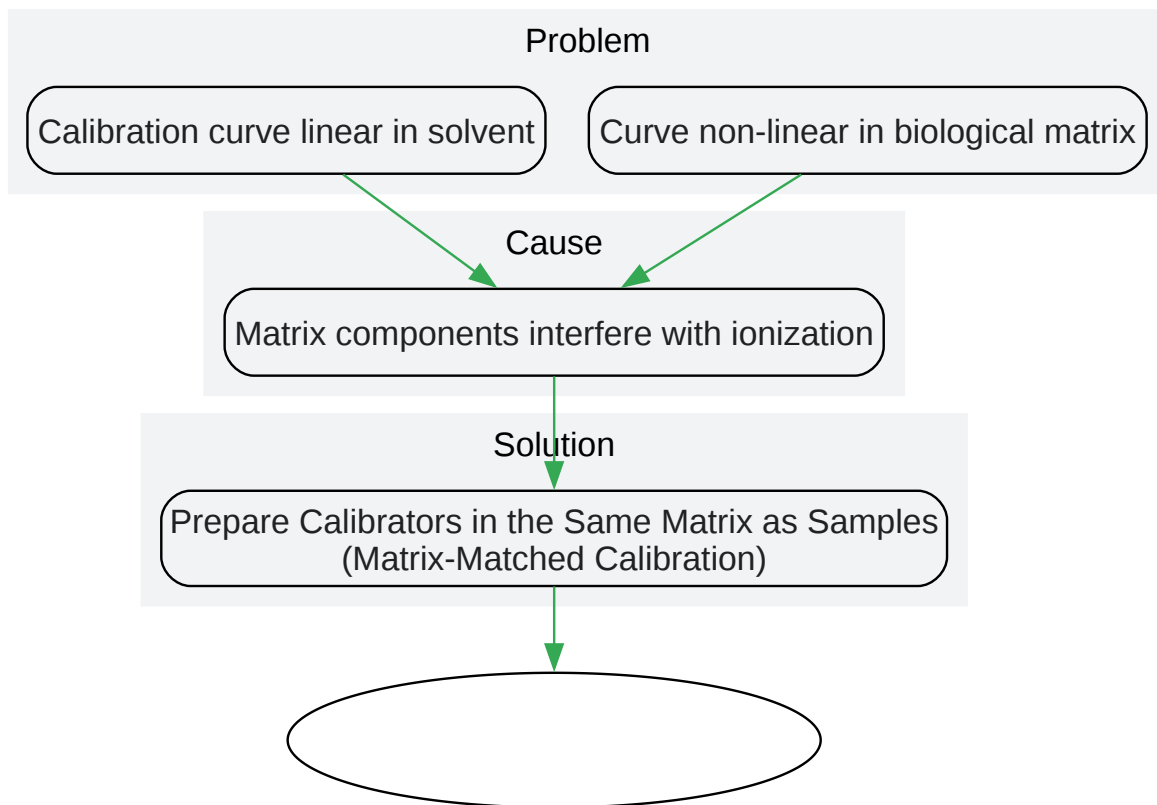 Problem
Calibration curve linear in solvent
Curve non-linear in biological matrix
Cause
Matrix components interfere with ionization
Solution
Prepare Calibrators in the Same Matrix as Samples
(Matrix-Matched Calibration)